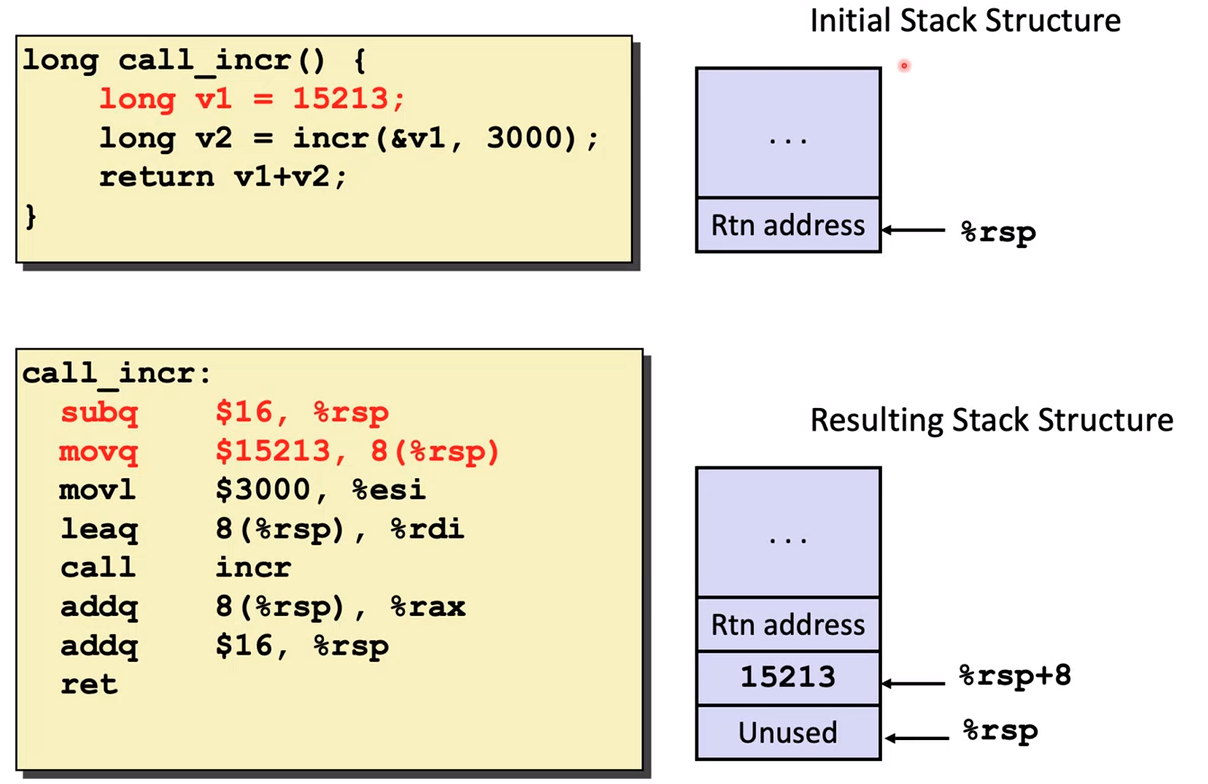 Initial Stack Structure
long call_incr() {
    long v1 = 15213;
    long v2 = incr(&v1, 3000);
    return v1+v2;
}
...
Rtn address
%rsp
call_incr:
  subq    $16, %rsp
  movq    $15213, 8(%rsp)
  movl    $3000, %esi
  leaq    8(%rsp), %rdi
  call    incr
  addq    8(%rsp), %rax
  addq    $16, %rsp
  ret
Resulting Stack Structure
...
Rtn address
15213
%rsp+8
Unused
%rsp